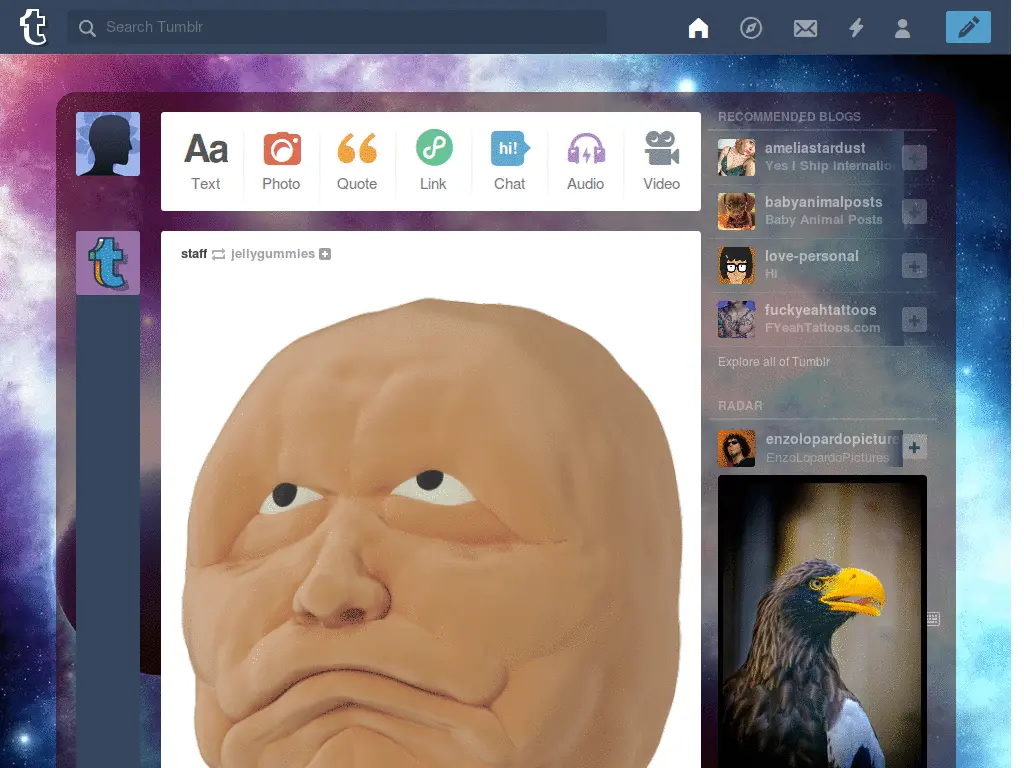 Search Tumblr
Aa
hi!
Text
Photo
Quote
Link
Chat
Audio
Video
staff jellygummies
RECOMMENDED BLOGS
ameliastardust
Yes I Ship Internatio
babyanimalposts
Baby Animal Posts
love-personal
HI
fuckyeahtattoos
FYeahTattoos.com
Explore all of Tumblr
RADAR
enzolopardopicture
EnzoLopardoPictures